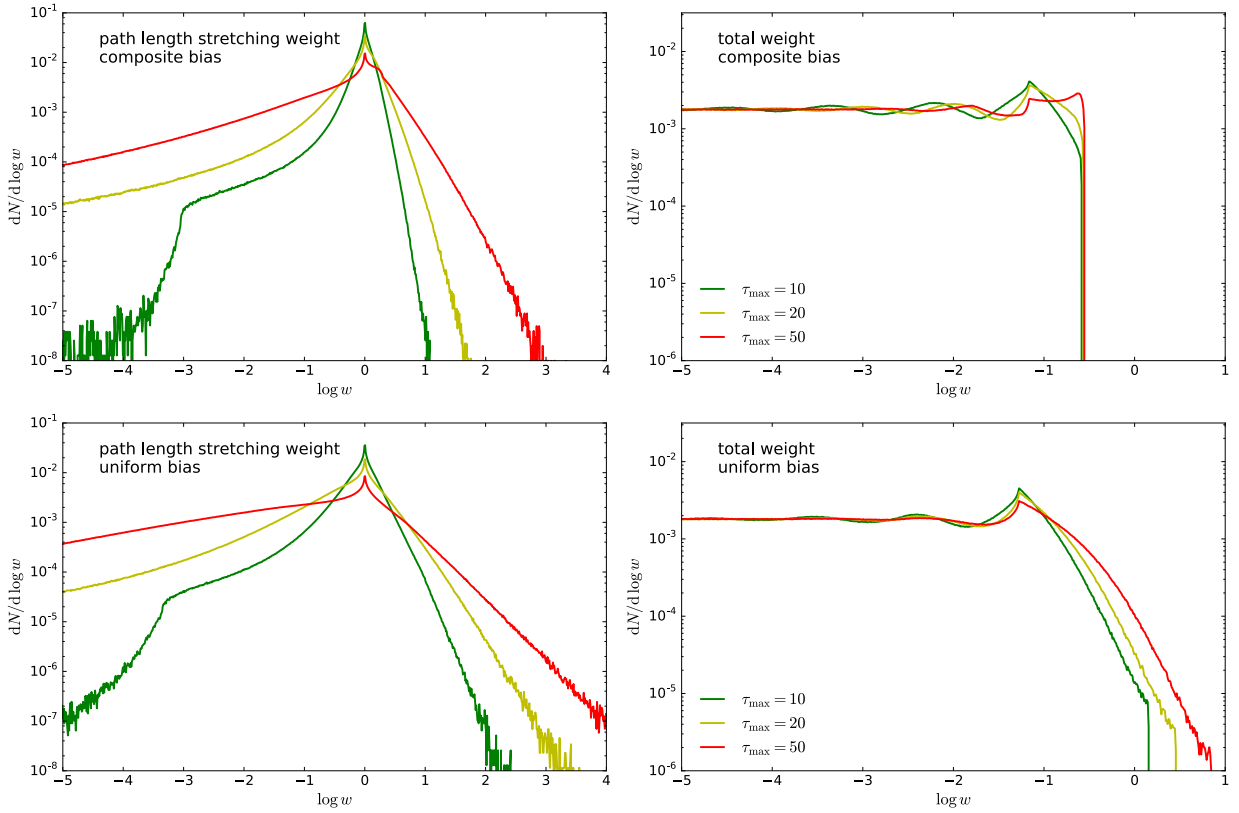 path length stretching weight
composite bias
dN/d log w
10⁻¹
10⁻²
10⁻³
10⁻⁴
10⁻⁵
10⁻⁶
10⁻⁷
10⁻⁸
−5 −4 −3 −2 −1 0 1 2 3 4
log w
total weight
composite bias
dN/d log w
10⁻²
10⁻³
10⁻⁴
10⁻⁵
10⁻⁶
τmax = 10
τmax = 20
τmax = 50
−5 −4 −3 −2 −1 0 1
log w
path length stretching weight
uniform bias
dN/d log w
10⁻¹
10⁻²
10⁻³
10⁻⁴
10⁻⁵
10⁻⁶
10⁻⁷
10⁻⁸
−5 −4 −3 −2 −1 0 1 2 3 4
log w
total weight
uniform bias
dN/d log w
10⁻²
10⁻³
10⁻⁴
10⁻⁵
10⁻⁶
τmax = 10
τmax = 20
τmax = 50
−5 −4 −3 −2 −1 0 1
log w